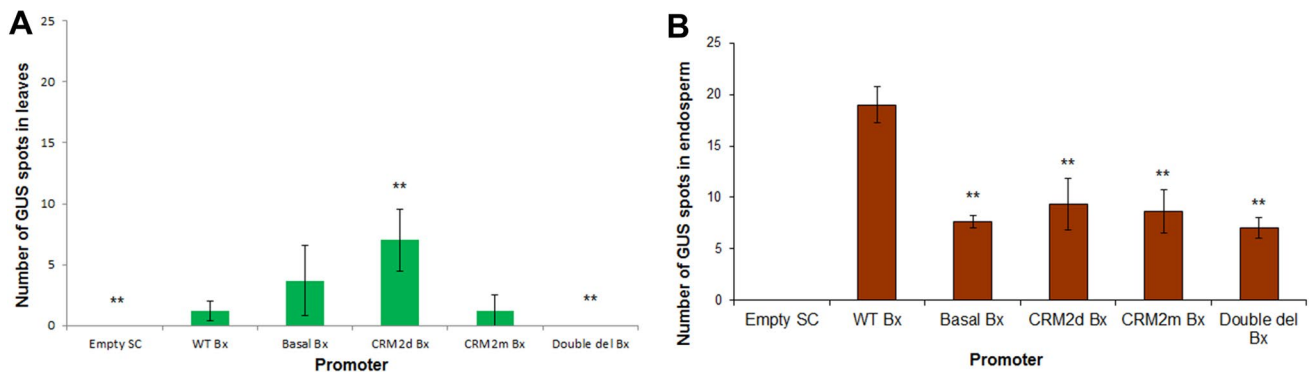 A
Number of GUS spots in leaves
25
20
15
10
5
0
**
**
**
Empty SC
WT Bx
Basal Bx
CRM2d Bx
CRM2m Bx
Double del Bx
Promoter
B
Number of GUS spots in endosperm
25
20
15
10
5
0
**
**
**
**
Empty SC
WT Bx
Basal Bx
CRM2d Bx
CRM2m Bx
Double del
Bx
Promoter